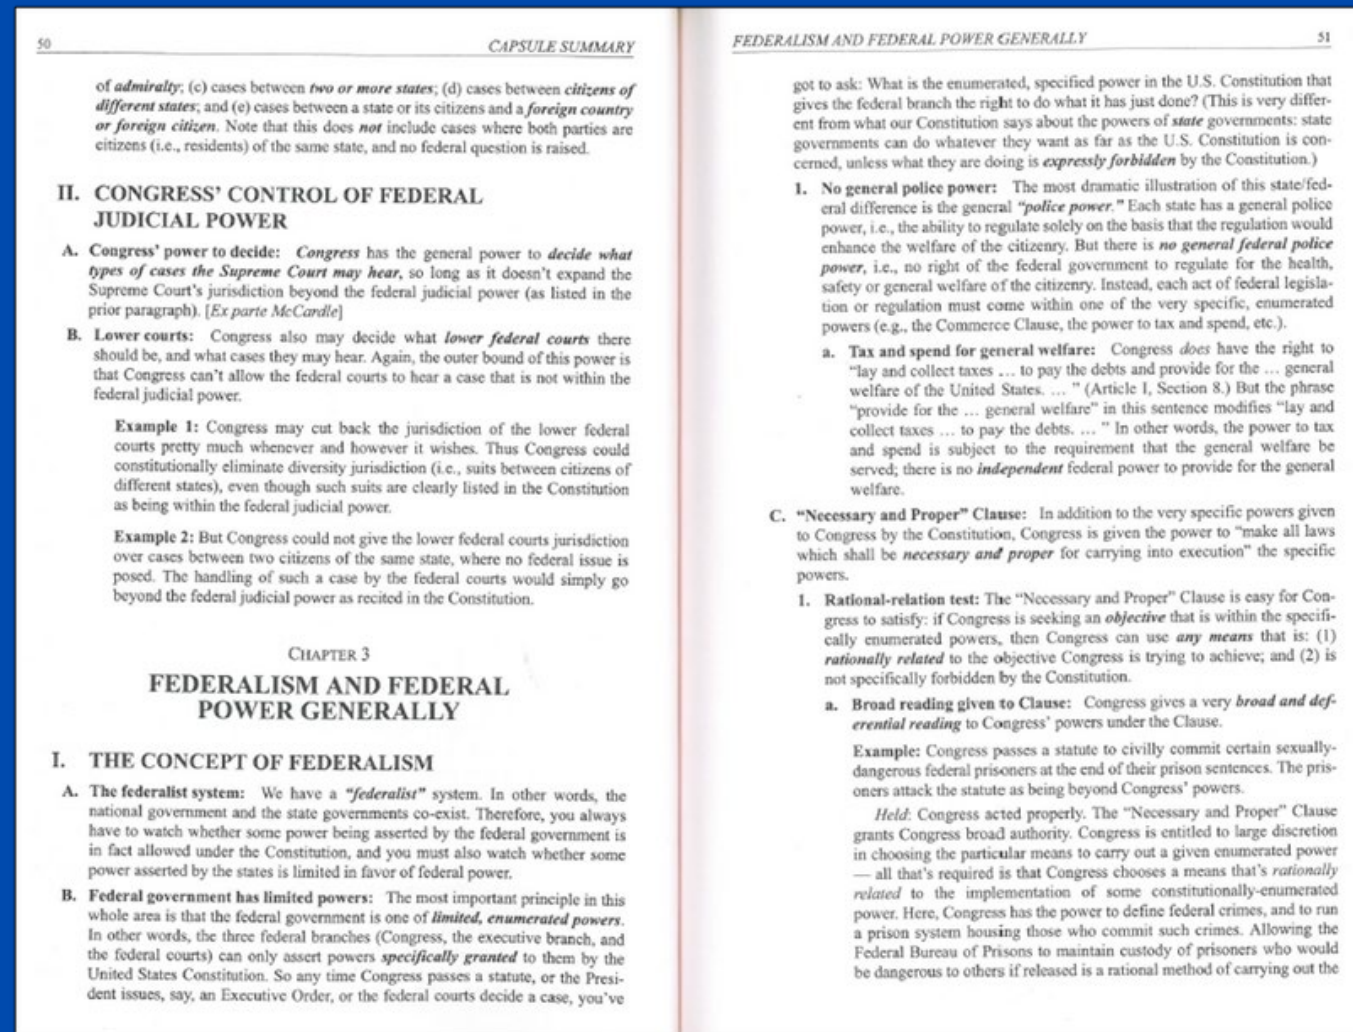 50
CAPSULE SUMMARY
of admiralty; (c) cases between two or more states; (d) cases between citizens of
different states; and (e) cases between a state or its citizens and a foreign country
or foreign citizen. Note that this does not include cases where both parties are
citizens (i.e., residents) of the same state, and no federal question is raised.
II. CONGRESS' CONTROL OF FEDERAL
JUDICIAL POWER
A. Congress' power to decide: Congress has the general power to decide what
types of cases the Supreme Court may hear, so long as it doesn't expand the
Supreme Court's jurisdiction beyond the federal judicial power (as listed in the
prior paragraph). [Ex parte McCardle]
B. Lower courts: Congress also may decide what lower federal courts there
should be, and what cases they may hear. Again, the outer bound of this power is
that Congress can't allow the federal courts to hear a case that is not within the
federal judicial power.
Example 1: Congress may cut back the jurisdiction of the lower federal
courts pretty much whenever and however it wishes. Thus Congress could
constitutionally eliminate diversity jurisdiction (i.e., suits between citizens of
different states), even though such suits are clearly listed in the Constitution
as being within the federal judicial power.
Example 2: But Congress could not give the lower federal courts jurisdiction
over cases between two citizens of the same state, where no federal issue is
posed. The handling of such a case by the federal courts would simply go
beyond the federal judicial power as recited in the Constitution.
CHAPTER 3
FEDERALISM AND FEDERAL
POWER GENERALLY
I. THE CONCEPT OF FEDERALISM
A. The federalist system: We have a "federalist" system. In other words, the
national government and the state governments co-exist. Therefore, you always
have to watch whether some power being asserted by the federal government is
in fact allowed under the Constitution, and you must also watch whether some
power asserted by the states is limited in favor of federal power.
B. Federal government has limited powers: The most important principle in this
whole area is that the federal government is one of limited, enumerated powers.
In other words, the three federal branches (Congress, the executive branch, and
the federal courts) can only assert powers specifically granted to them by the
United States Constitution. So any time Congress passes a statute, or the Presi-
dent issues, say, an Executive Order, or the federal courts decide a case, you've
FEDERALISM AND FEDERAL POWER GENERALLY
51
got to ask: What is the enumerated, specified power in the U.S. Constitution that
gives the federal branch the right to do what it has just done? (This is very differ-
ent from what our Constitution says about the powers of state governments: state
governments can do whatever they want as far as the U.S. Constitution is con-
cerned, unless what they are doing is expressly forbidden by the Constitution.)
1. No general police power: The most dramatic illustration of this state/fed-
eral difference is the general "police power." Each state has a general police
power, i.e., the ability to regulate solely on the basis that the regulation would
enhance the welfare of the citizenry. But there is no general federal police
power, i.e., no right of the federal government to regulate for the health,
safety or general welfare of the citizenry. Instead, each act of federal legisla-
tion or regulation must come within one of the very specific, enumerated
powers (e.g., the Commerce Clause, the power to tax and spend, etc.).
a. Tax and spend for general welfare: Congress does have the right to
"lay and collect taxes ... to pay the debts and provide for the ... general
welfare of the United States. ... " (Article I, Section 8.) But the phrase
"provide for the ... general welfare" in this sentence modifies "lay and
collect taxes ... to pay the debts. ... " In other words, the power to tax
and spend is subject to the requirement that the general welfare be
served; there is no independent federal power to provide for the general
welfare.
C. "Necessary and Proper" Clause: In addition to the very specific powers given
to Congress by the Constitution, Congress is given the power to "make all laws
which shall be necessary and proper for carrying into execution" the specific
powers.
1. Rational-relation test: The "Necessary and Proper" Clause is easy for Con-
gress to satisfy: if Congress is seeking an objective that is within the specifi-
cally enumerated powers, then Congress can use any means that is: (1)
rationally related to the objective Congress is trying to achieve; and (2) is
not specifically forbidden by the Constitution.
a. Broad reading given to Clause: Congress gives a very broad and def-
erential reading to Congress' powers under the Clause.
Example: Congress passes a statute to civilly commit certain sexually-
dangerous federal prisoners at the end of their prison sentences. The pris-
oners attack the statute as being beyond Congress' powers.
Held: Congress acted properly. The "Necessary and Proper" Clause
grants Congress broad authority. Congress is entitled to large discretion
in choosing the particular means to carry out a given enumerated power
— all that's required is that Congress chooses a means that's rationally
related to the implementation of some constitutionally-enumerated
power. Here, Congress has the power to define federal crimes, and to run
a prison system housing those who commit such crimes. Allowing the
Federal Bureau of Prisons to maintain custody of prisoners who would
be dangerous to others if released is a rational method of carrying out the